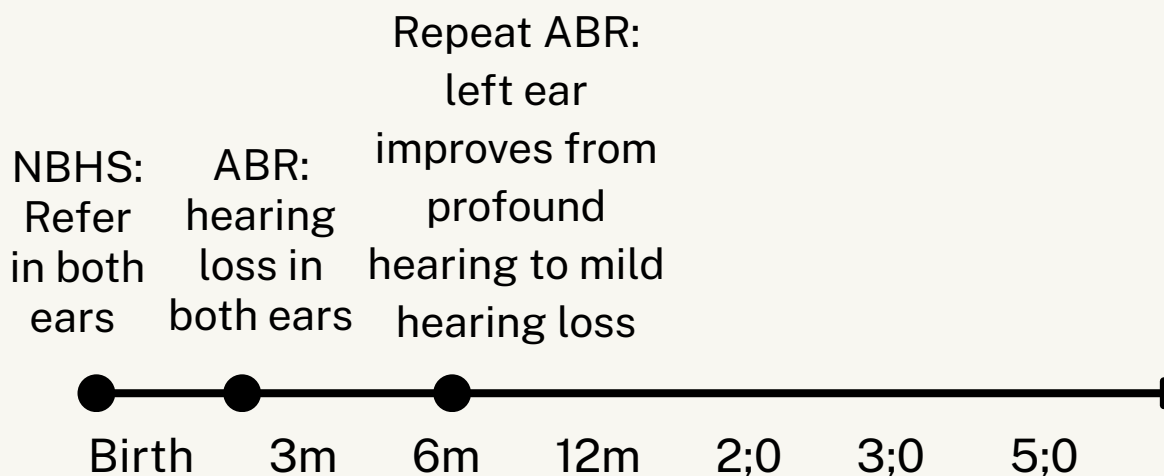 NBHS:
Refer
in both
ears
ABR:
hearing
loss in
both ears
Repeat ABR:
left ear
improves from
profound
hearing to mild
hearing loss
Birth 3m 6m 12m 2;0 3;0 5;0